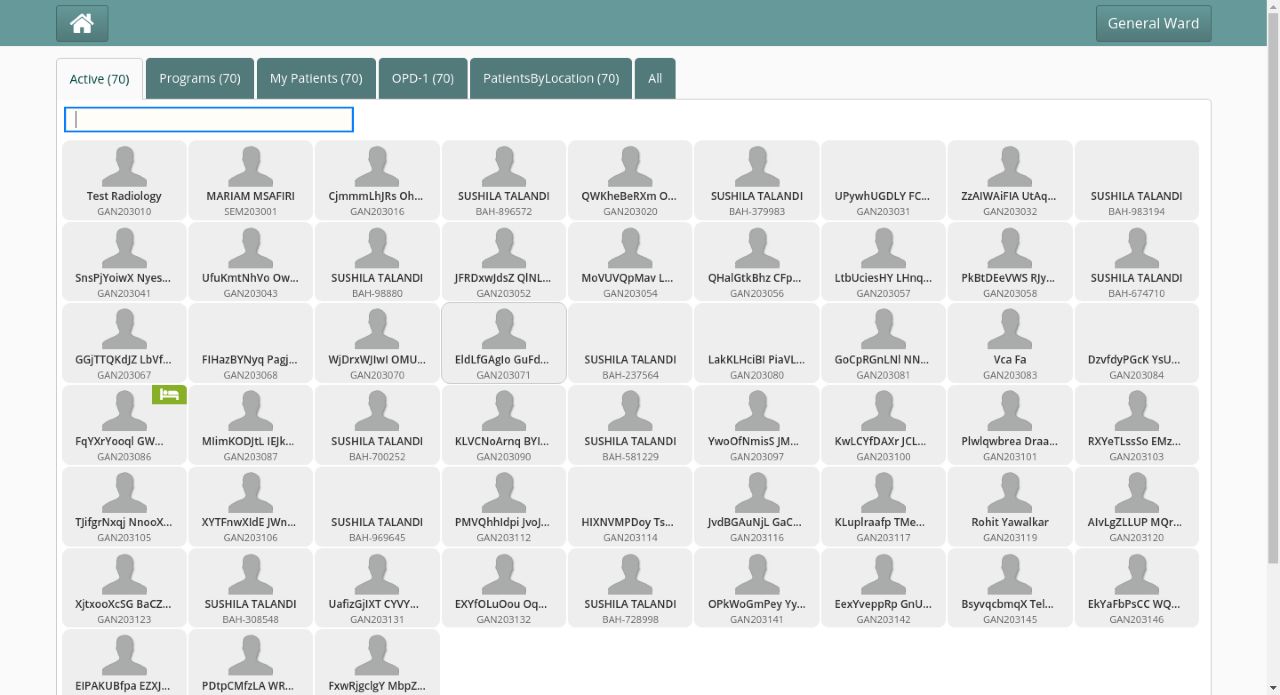 General Ward
Active (70) Programs (70) My Patients (70) OPD-1 (70) PatientsByLocation (70) All
Test Radiology MARIAM MSAFIRI CjmmmLhJRs Oh... SUSHILA TALANDI QWKheBeRXm O... SUSHILA TALANDI UPywhUGDLY FC... ZzAIWAiFIA UtAq... SUSHILA TALANDI
GAN203010 SEM203001 GAN203016 BAH-896572 GAN203020 BAH-379983 GAN203031 GAN203032 BAH-983194
SnsPjYoiwX Nyes... UfuKmtNhVo Ow... SUSHILA TALANDI JFRDxwJdsZ QlNL... MoVUVQpMav L... QHalGtkBhz CFp... LtbUciesHY LHnq... PkBtDEeVWS RJy... SUSHILA TALANDI
GAN203041 GAN203043 BAH-98880 GAN203052 GAN203054 GAN203056 GAN203057 GAN203058 BAH-674710
GGjTTQKdJZ LbVf... FIHazBYNyq Pagj... WjDrxWJIwI OMU... EldLfGAgIo GuFd... SUSHILA TALANDI LakKLHciBI PiaVL... GoCpRGnLNl NN... Vca Fa DzvfdyPGcK YsU...
GAN203067 GAN203068 GAN203070 GAN203071 BAH-237564 GAN203080 GAN203081 GAN203083 GAN203084
FqYXrYooql GW... MIimKODJtL IEJk... SUSHILA TALANDI KLVCNoArnq BYI... SUSHILA TALANDI YwoOfNmisS JM... KwLCYfDAXr JCL... Plwlqwbrea Draa... RXYeTLssSo EMz...
GAN203086 GAN203087 BAH-700252 GAN203090 BAH-581229 GAN203097 GAN203100 GAN203101 GAN203103
TJifgrNxqj NnooX... XYTFnwXIdE JWn... SUSHILA TALANDI PMVQhhIdpi JvoJ... HIXNVMPDoy Ts... JvdBGAuNjL GaC... KLuplraafp TMe... Rohit Yawalkar AIvLgZLLUP MQr...
GAN203105 GAN203106 BAH-969645 GAN203112 GAN203114 GAN203116 GAN203117 GAN203119 GAN203120
XjtxooXcSG BaCZ... SUSHILA TALANDI UafizGjIXT CYVY... EXYfOLuOou Oq... SUSHILA TALANDI OPkWoGmPey Yy... EexYveppRp GnU... BsyvqcbmqX Tel... EkYaFbPsCC WQ...
GAN203123 BAH-308548 GAN203131 GAN203132 BAH-728998 GAN203141 GAN203142 GAN203145 GAN203146
EIPAKUBfpa EZXJ... PDtpCMfzLA WR... FxwRjgclgY MbpZ...